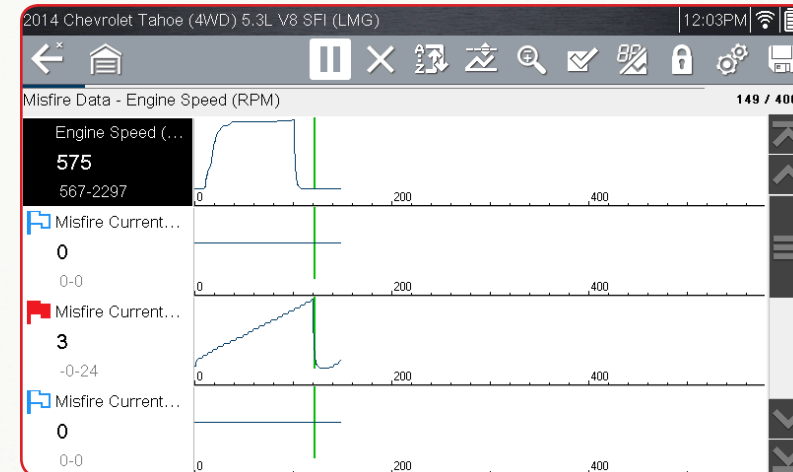 2014 Chevrolet Tahoe (4WD) 5.3L V8 SFI (LMG) 12:03PM
Misfire Data - Engine Speed (RPM) 149 / 400
Engine Speed (...
575
567-2297
0 200 400
Misfire Current...
0
0-0
0 200 400
Misfire Current...
3
-0-24
0 200 400
Misfire Current...
0
0-0
0 200 400